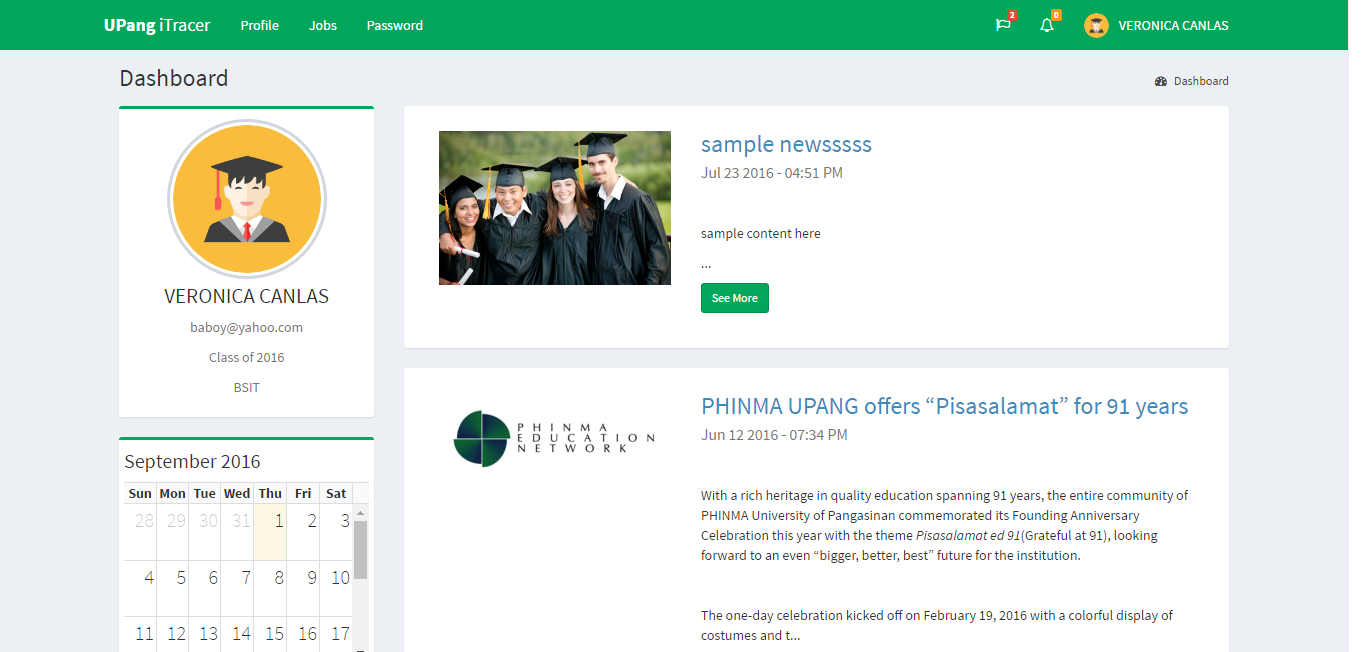 UPang iTracer Profile Jobs Password 2 0 VERONICA CANLAS
Dashboard
Dashboard
VERONICA CANLAS
baboy@yahoo.com
Class of 2016
BSIT
September 2016
Sun Mon Tue Wed Thu Fri Sat
28 29 30 31 1 2 3
4 5 6 7 8 9 10
11 12 13 14 15 16 17
sample newsssss
Jul 23 2016 - 04:51 PM
sample content here
...
See More
PHINMA
EDUCATION
NETWORK
PHINMA UPANG offers “Pisasalamat” for 91 years
Jun 12 2016 - 07:34 PM
With a rich heritage in quality education spanning 91 years, the entire community of
PHINMA University of Pangasinan commemorated its Founding Anniversary
Celebration this year with the theme Pisasalamat ed 91(Grateful at 91), looking
forward to an even “bigger, better, best” future for the institution.
The one-day celebration kicked off on February 19, 2016 with a colorful display of
costumes and t...